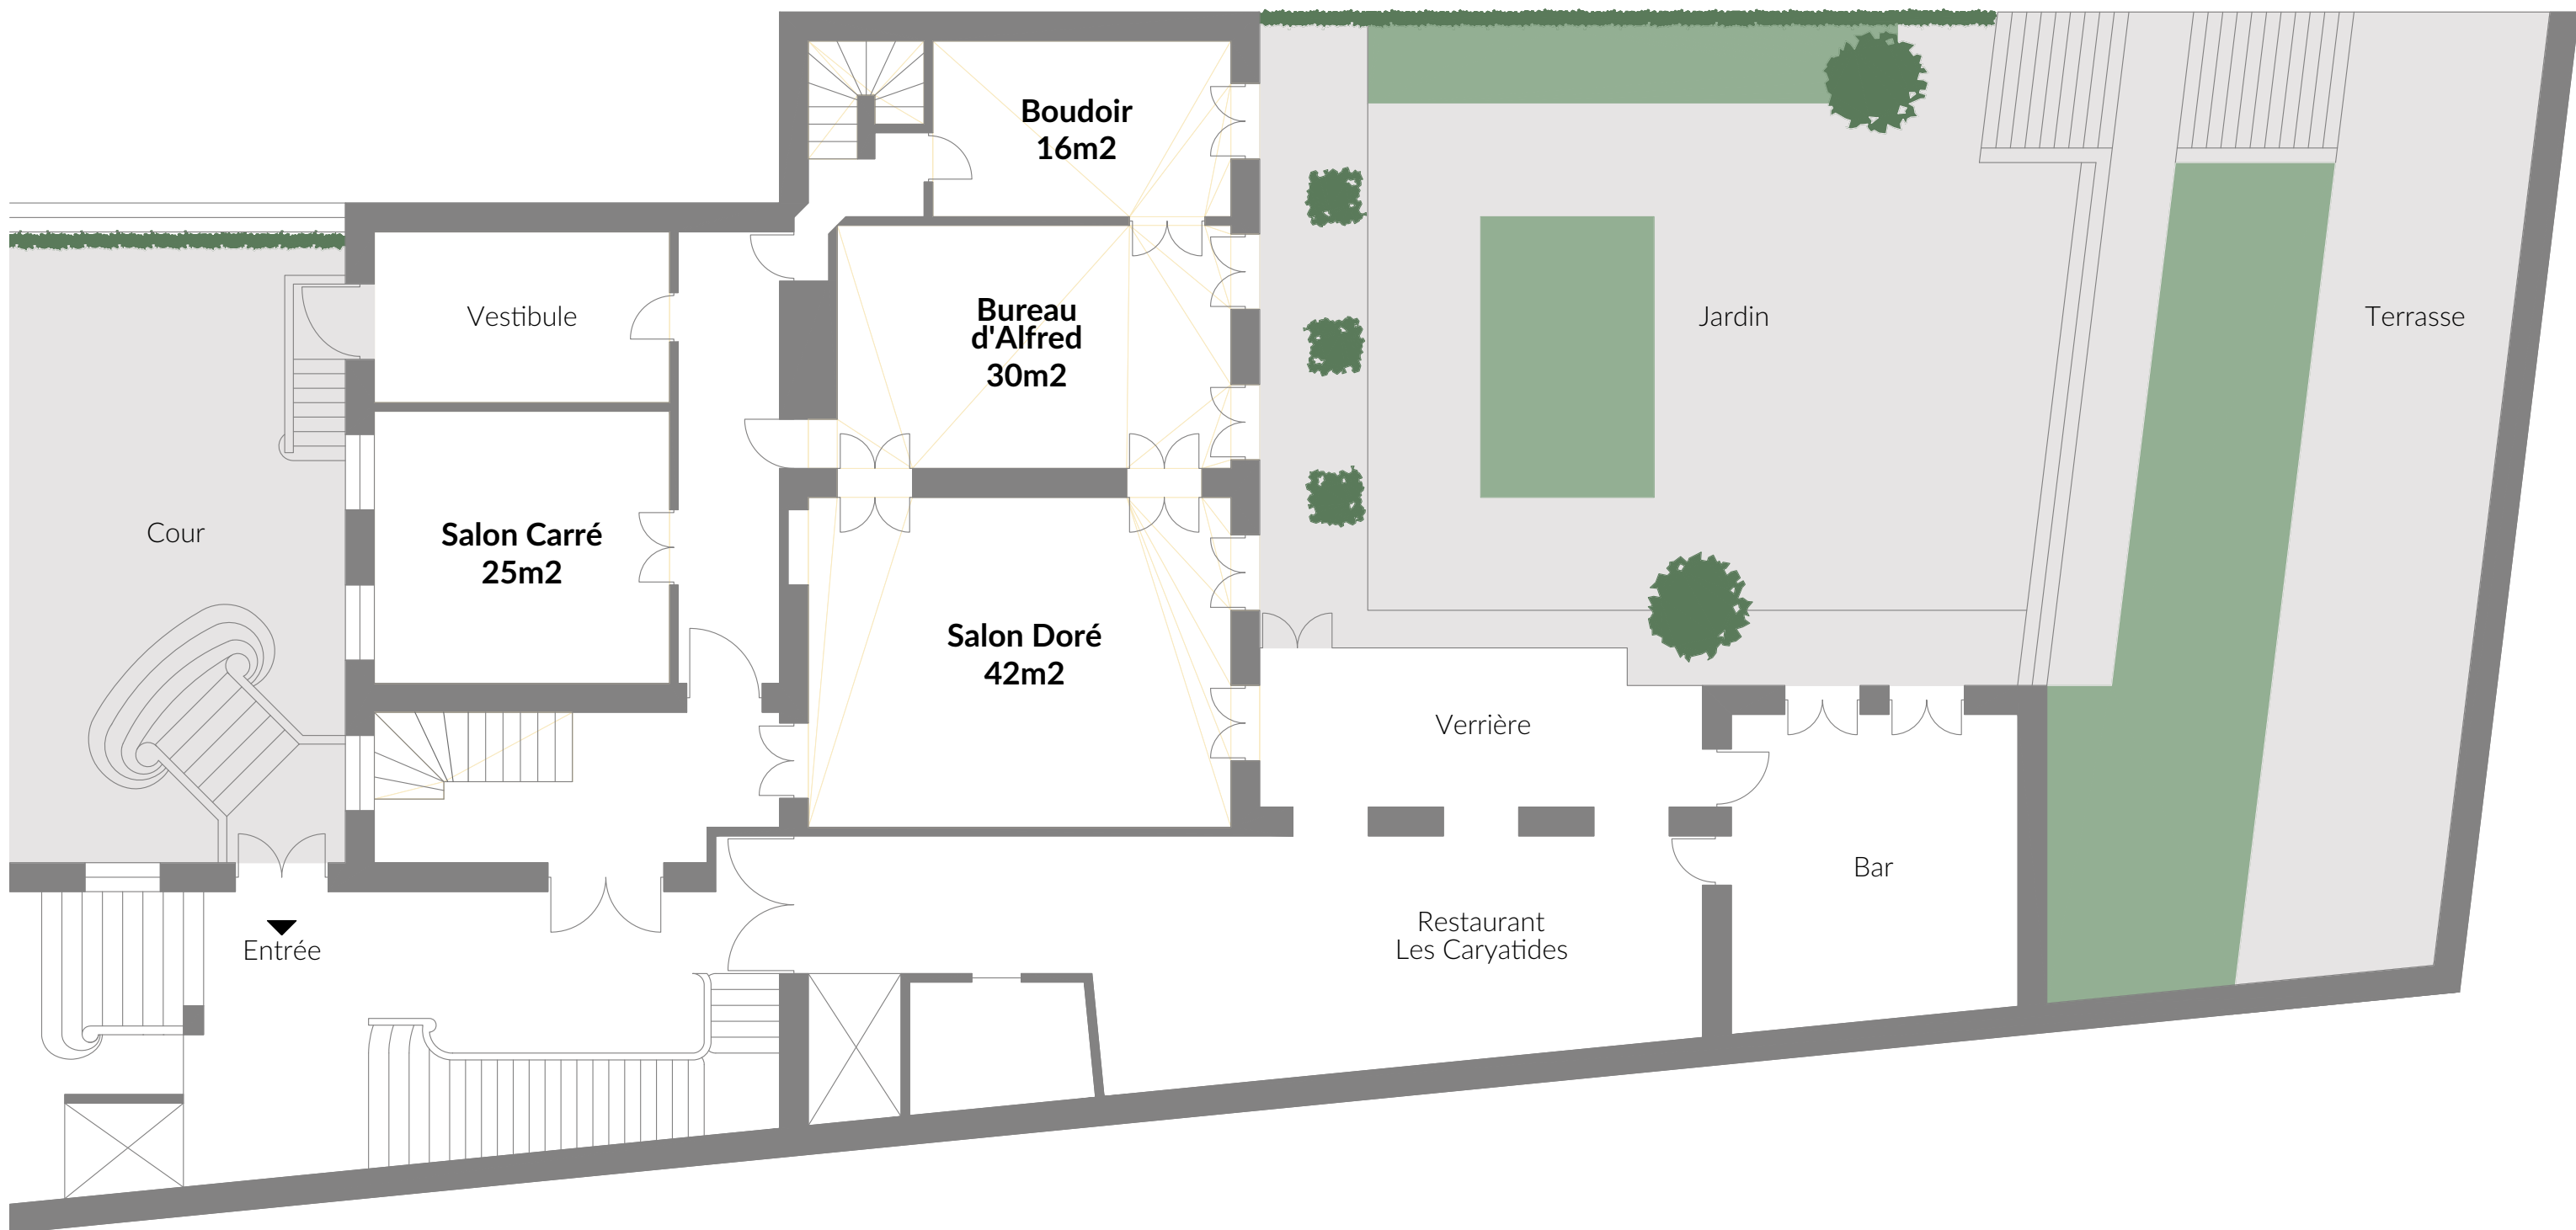 Boudoir
16m2
Vestibule
Bureau
d'Alfred
30m2
Jardin
Terrasse
Cour
Salon Carré
25m2
Salon Doré
42m2
Verrière
Bar
Entrée
Restaurant
Les Caryatides